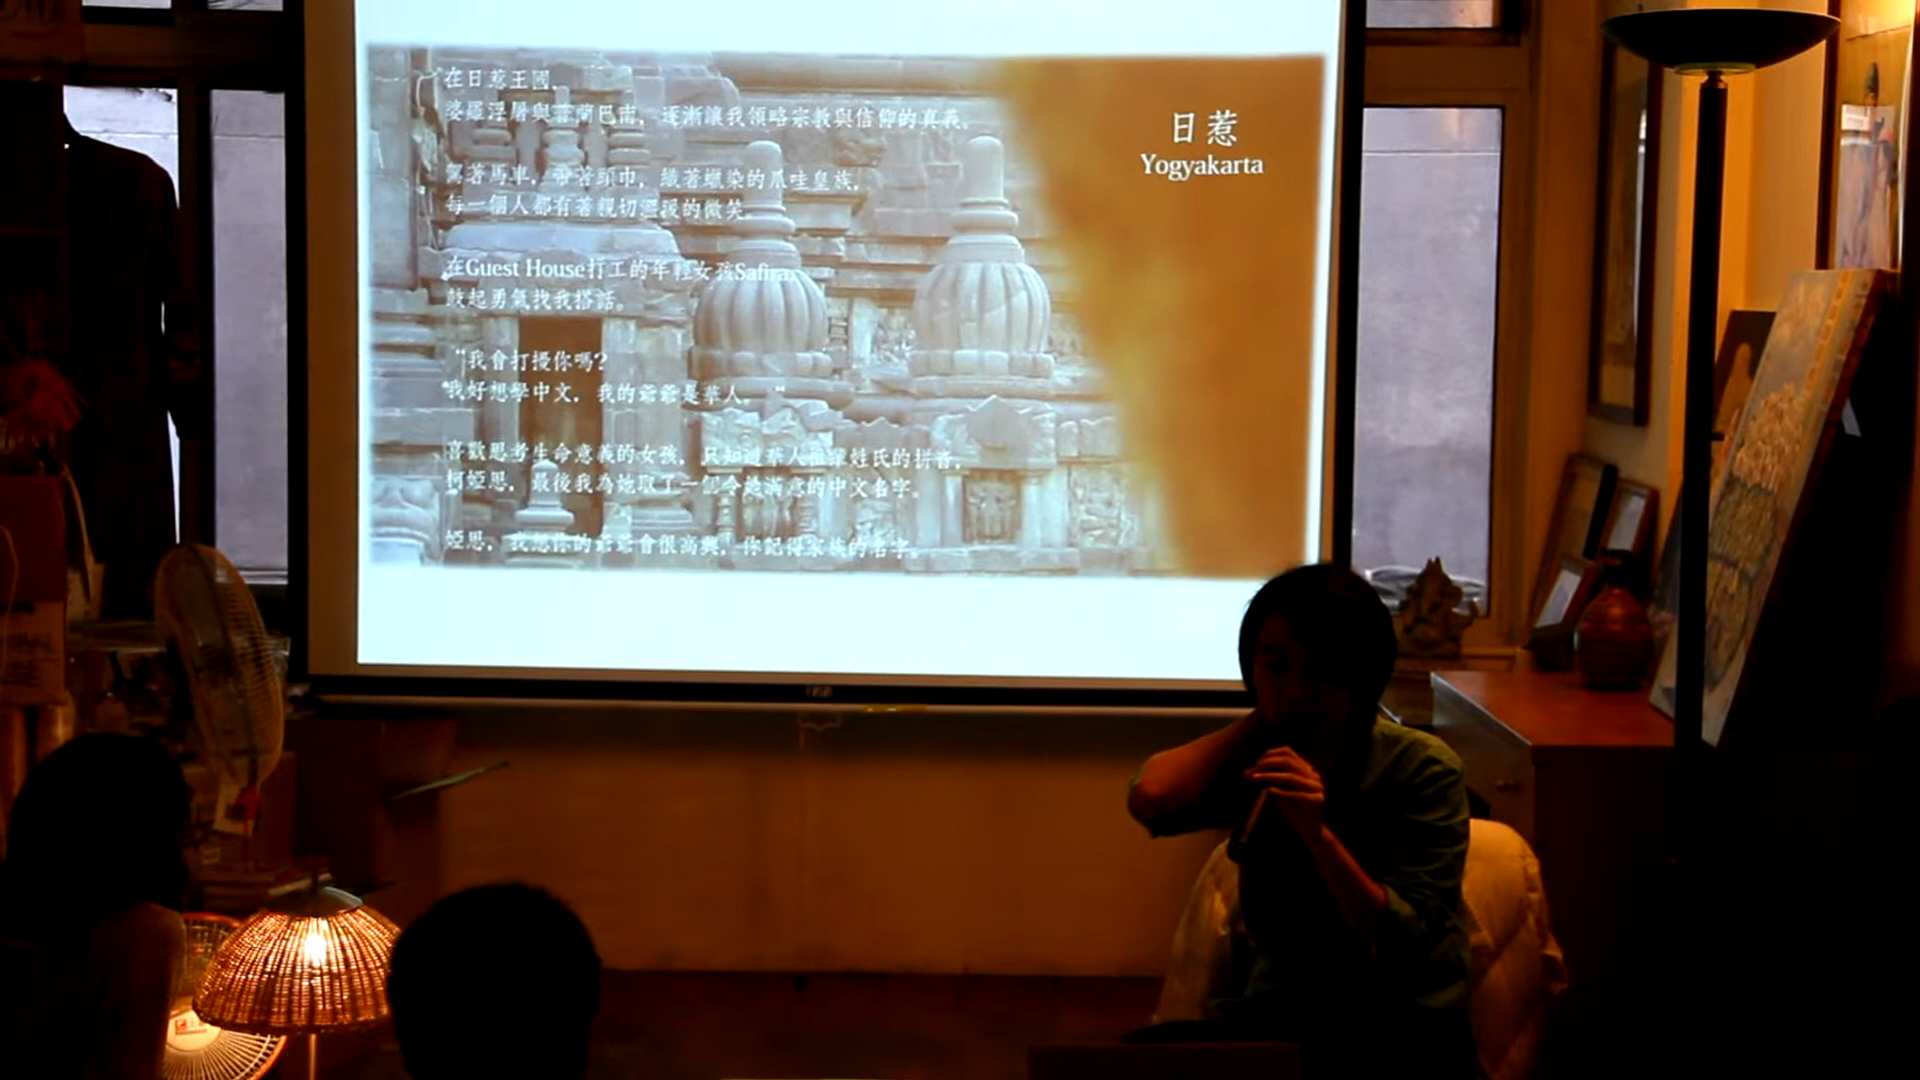 在日惹王國，
婆羅浮屠與普蘭巴南，逐漸讓我領略宗教與信仰的真義。
駕著馬車，帶著頭巾，織著蠟染的爪哇皇族，
每一個人都有著親切溫暖的微笑。
在Guest House打工的年輕女孩Safira，
鼓起勇氣找我搭話。
"我會打擾你嗎?
我好想學中文，我的爺爺是華人。"
喜歡思考生命意義的女孩，只知道華人祖輩姓氏的拼音，
柯婭思，最後我為她取了一個令她滿意的中文名字。
婭思，我想你的爺爺會很高興，你記得家族的名字。
日惹
Yogyakarta